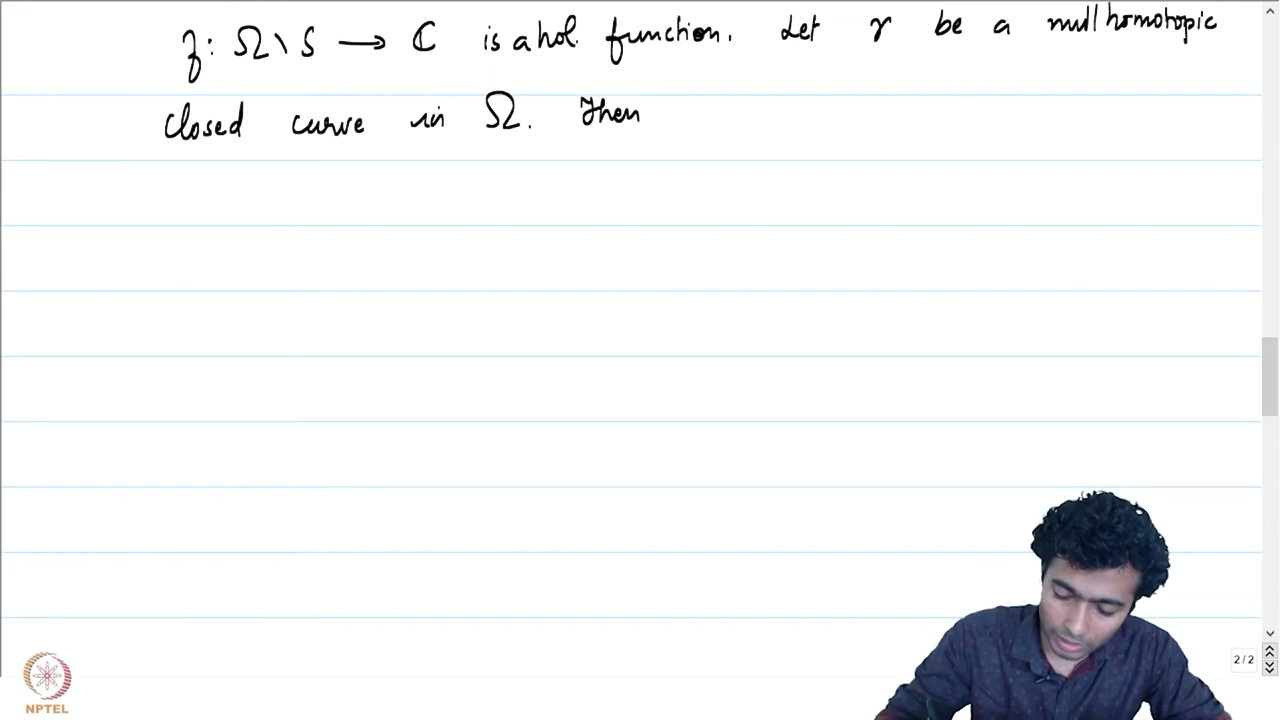 f: Ω \ S ⟶ ℂ is a hol. function. Let γ be a nullhomotopic
closed curve in Ω. Then
2 / 2
NPTEL